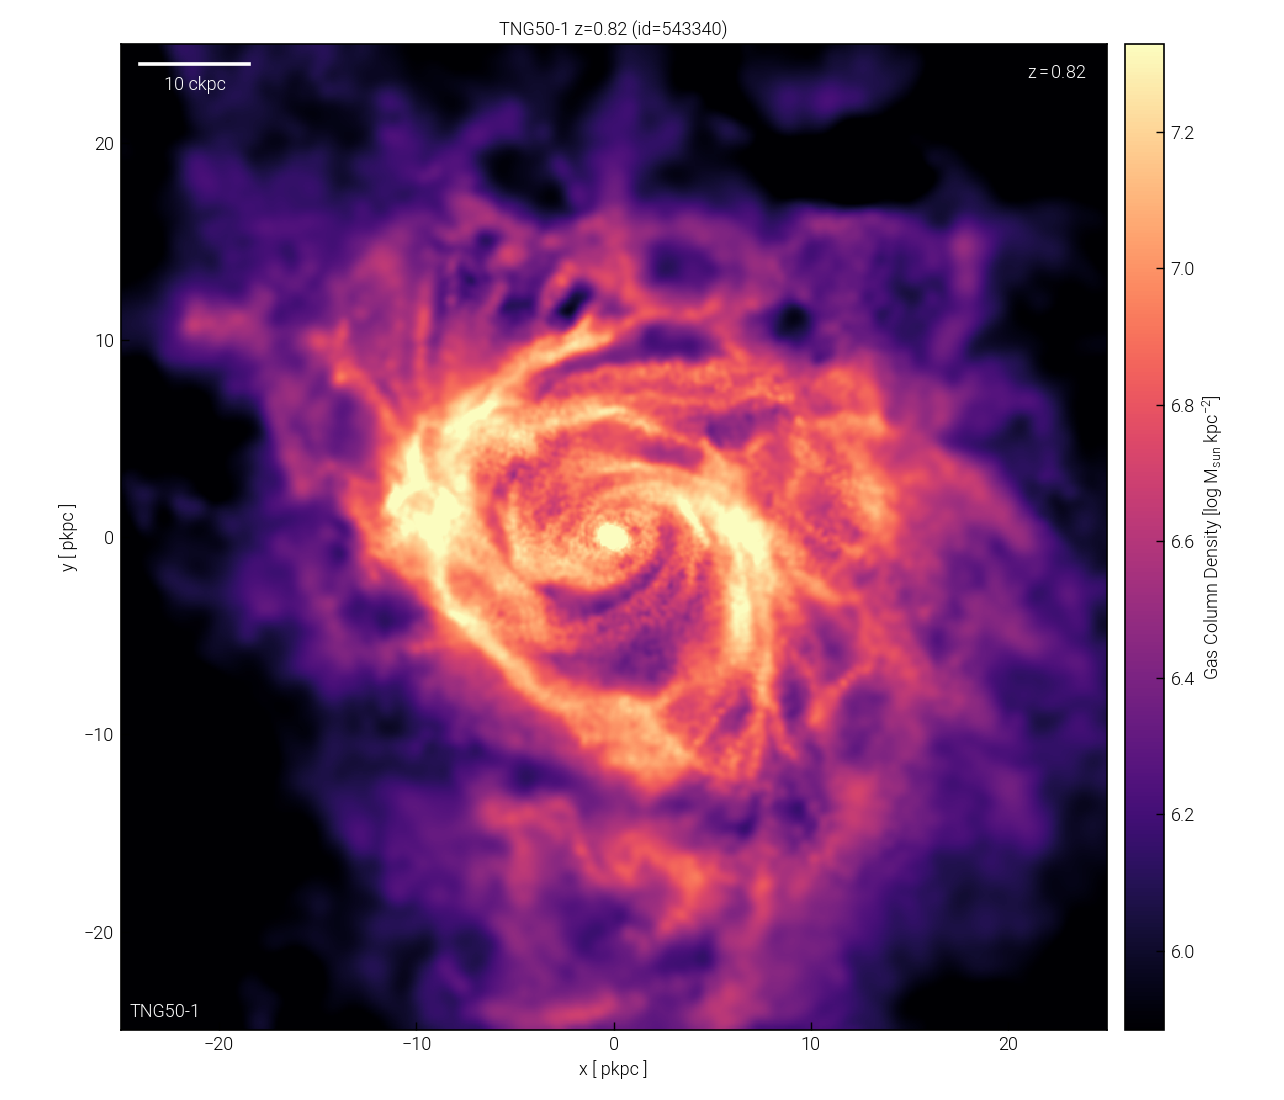 TNG50-1 z=0.82 (id=543340)
10 ckpc
z=0.82
20
10
0
−10
−20
y [ pkpc ]
TNG50-1
−20
−10
0
10
20
x [ pkpc ]
7.2
7.0
6.8
6.6
6.4
6.2
6.0
Gas Column Density [log M_sun kpc⁻²]